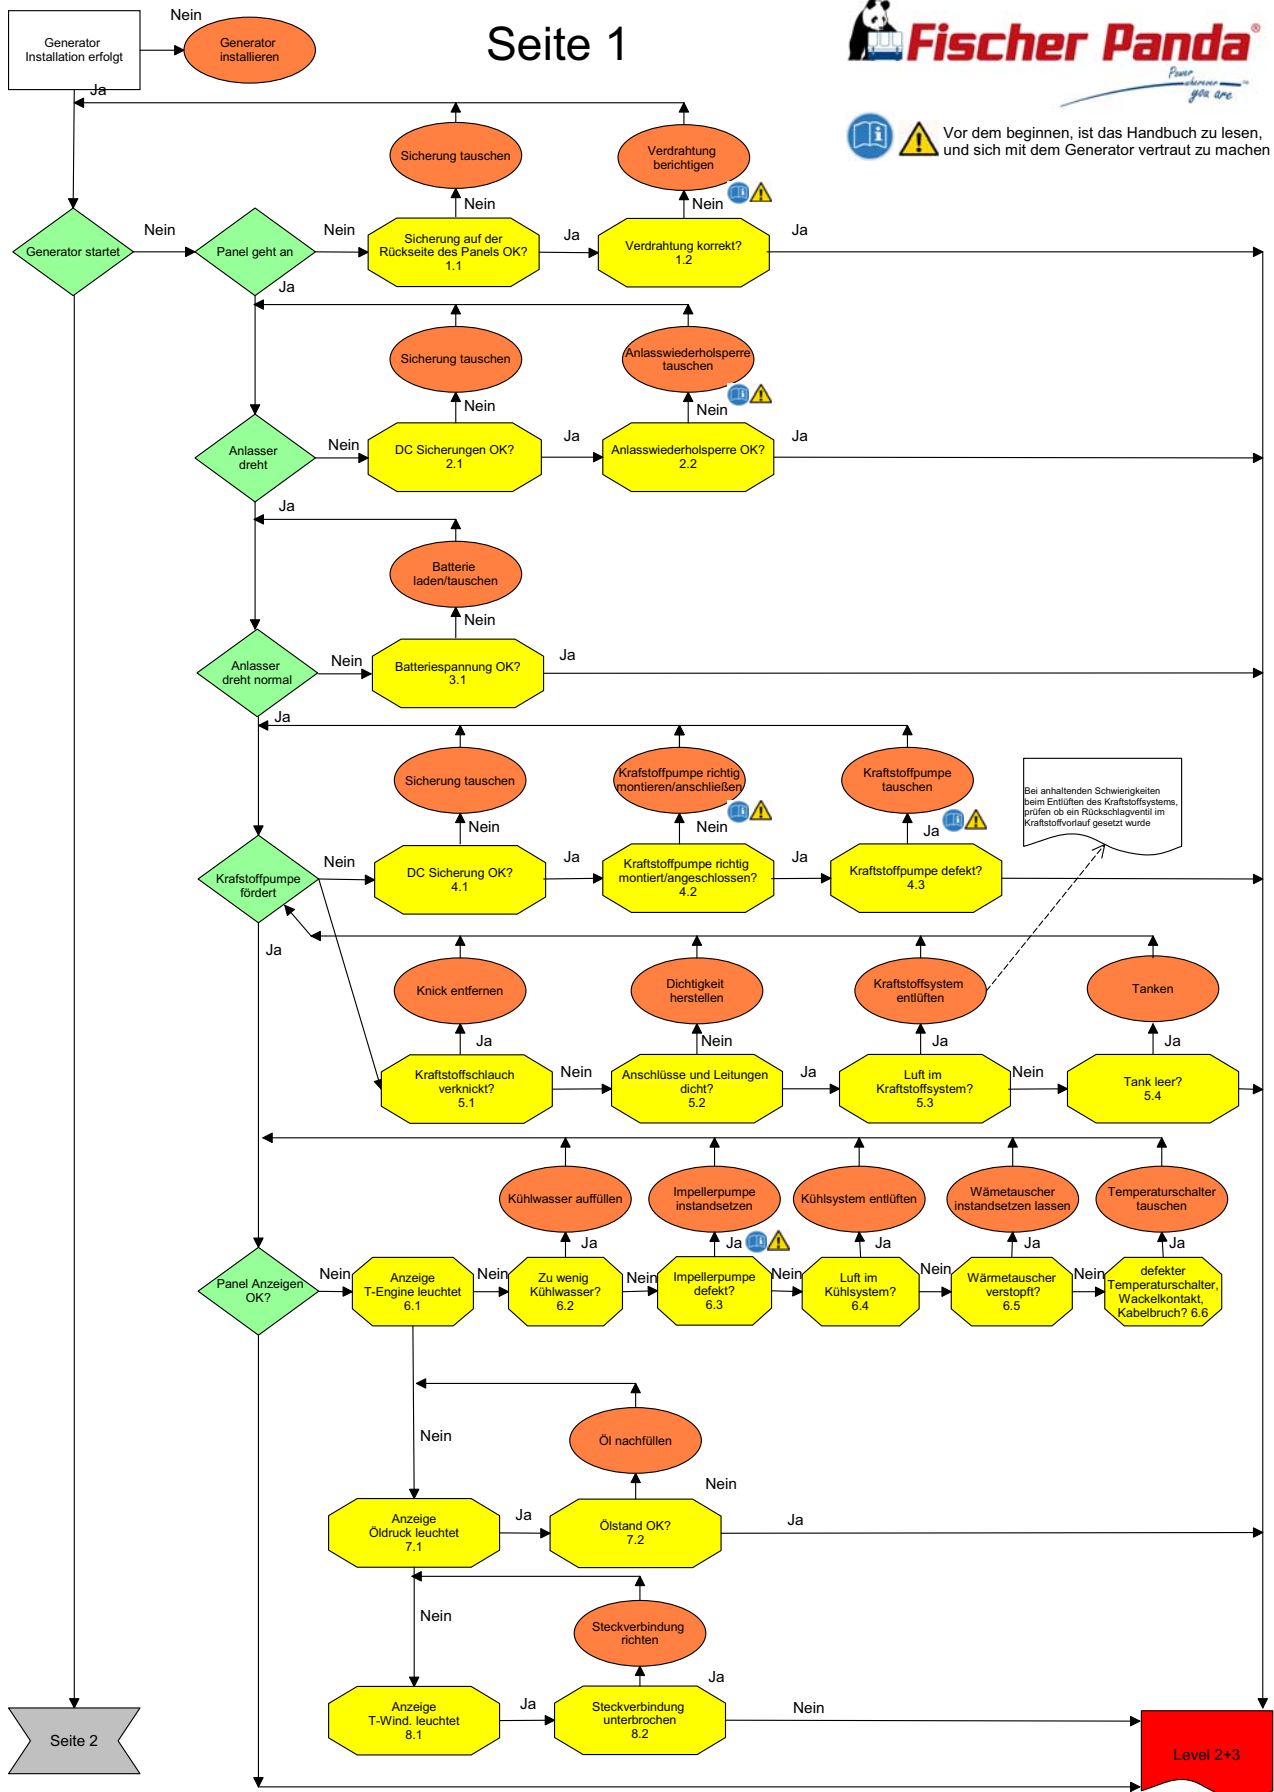 Seite 1
Fischer Panda®
Power
wherever
you are
Vor dem beginnen, ist das Handbuch zu lesen,
und sich mit dem Generator vertraut zu machen
Generator
Installation erfolgt
Nein
Generator
installieren
Ja
Sicherung tauschen
Verdrahtung
berichtigen
Nein
Nein
Generator startet
Nein
Panel geht an
Nein
Sicherung auf der
Rückseite des Panels OK?
1.1
Ja
Verdrahtung korrekt?
1.2
Ja
Ja
Sicherung tauschen
Anlasswiederholsperre
tauschen
Nein
Nein
Anlasser
dreht
Nein
DC Sicherungen OK?
2.1
Ja
Anlasswiederholsperre OK?
2.2
Ja
Ja
Batterie
laden/tauschen
Nein
Anlasser
dreht normal
Nein
Batteriespannung OK?
3.1
Ja
Ja
Sicherung tauschen
Krafstoffpumpe richtig
montieren/anschließen
Kraftstoffpumpe
tauschen
Bei anhaltenden Schwierigkeiten
beim Entlüften des Kraftstoffsystems,
prüfen ob ein Rückschlagventil im
Kraftstoffvorlauf gesetzt wurde
Nein
Nein
Ja
Krafstoffpumpe
fördert
Nein
DC Sicherung OK?
4.1
Ja
Kraftstoffpumpe richtig
montiert/angeschlossen?
4.2
Ja
Kraftstoffpumpe defekt?
4.3
Ja
Knick entfernen
Dichtigkeit
herstellen
Kraftstoffsystem
entlüften
Tanken
Ja
Nein
Ja
Ja
Kraftstoffschlauch
verknickt?
5.1
Nein
Anschlüsse und Leitungen
dicht?
5.2
Ja
Luft im
Kraftstoffsystem?
5.3
Nein
Tank leer?
5.4
Kühlwasser auffüllen
Impellerpumpe
instandsetzen
Kühlsystem entlüften
Wämetauscher
instandsetzen lassen
Temperaturschalter
tauschen
Ja
Ja
Ja
Ja
Ja
Panel Anzeigen
OK?
Nein
Anzeige
T-Engine leuchtet
6.1
Nein
Zu wenig
Kühlwasser?
6.2
Nein
Impellerpumpe
defekt?
6.3
Nein
Luft im
Kühlsystem?
6.4
Nein
Wärmetauscher
verstopft?
6.5
Nein
defekter
Temperaturschalter,
Wackelkontakt,
Kabelbruch? 6.6
Nein
Öl nachfüllen
Nein
Anzeige
Öldruck leuchtet
7.1
Ja
Ölstand OK?
7.2
Ja
Nein
Steckverbindung
richten
Ja
Anzeige
T-Wind. leuchtet
8.1
Ja
Steckverbindung
unterbrochen
8.2
Nein
Seite 2
Level 2+3